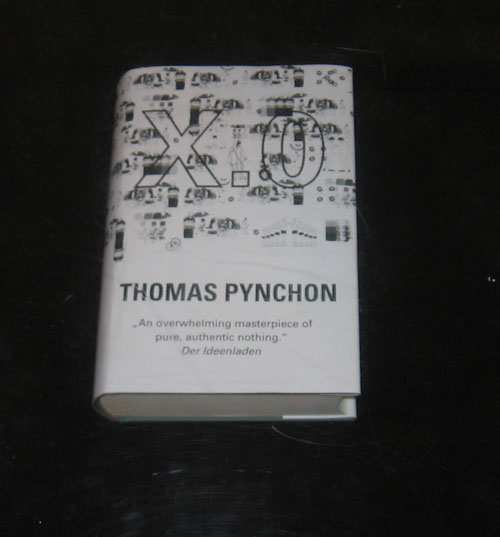 X.0
THOMAS PYNCHON
„An overwhelming masterpiece of
pure, authentic nothing."
Der Ideenladen